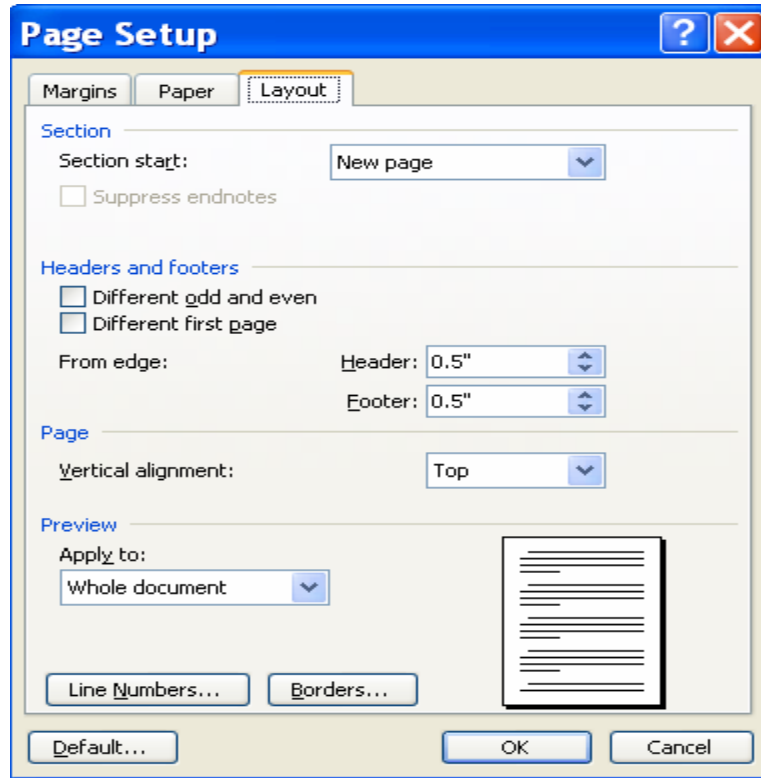 Page Setup
Margins Paper Layout
Section
Section start: New page
Suppress endnotes
Headers and footers
Different odd and even
Different first page
From edge: Header: 0.5"
Footer: 0.5"
Page
Vertical alignment: Top
Preview
Apply to:
Whole document
Line Numbers... Borders...
Default... OK Cancel